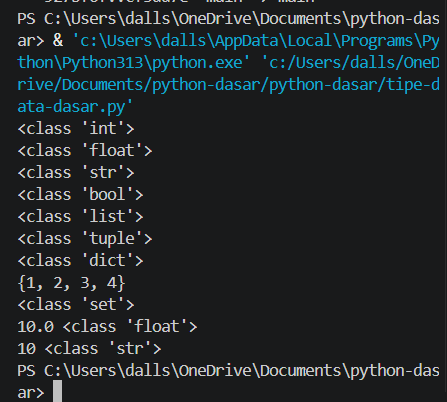 PS C:\Users\dalls\OneDrive\Documents\python-das
ar> & 'c:\Users\dalls\AppData\Local\Programs\Py
thon\Python313\python.exe' 'c:/Users/dalls/OneD
rive/Documents/python-dasar/python-dasar/tipe-d
ata-dasar.py'
<class 'int'>
<class 'float'>
<class 'str'>
<class 'bool'>
<class 'list'>
<class 'tuple'>
<class 'dict'>
{1, 2, 3, 4}
<class 'set'>
10.0 <class 'float'>
10 <class 'str'>
PS C:\Users\dalls\OneDrive\Documents\python-das
ar>